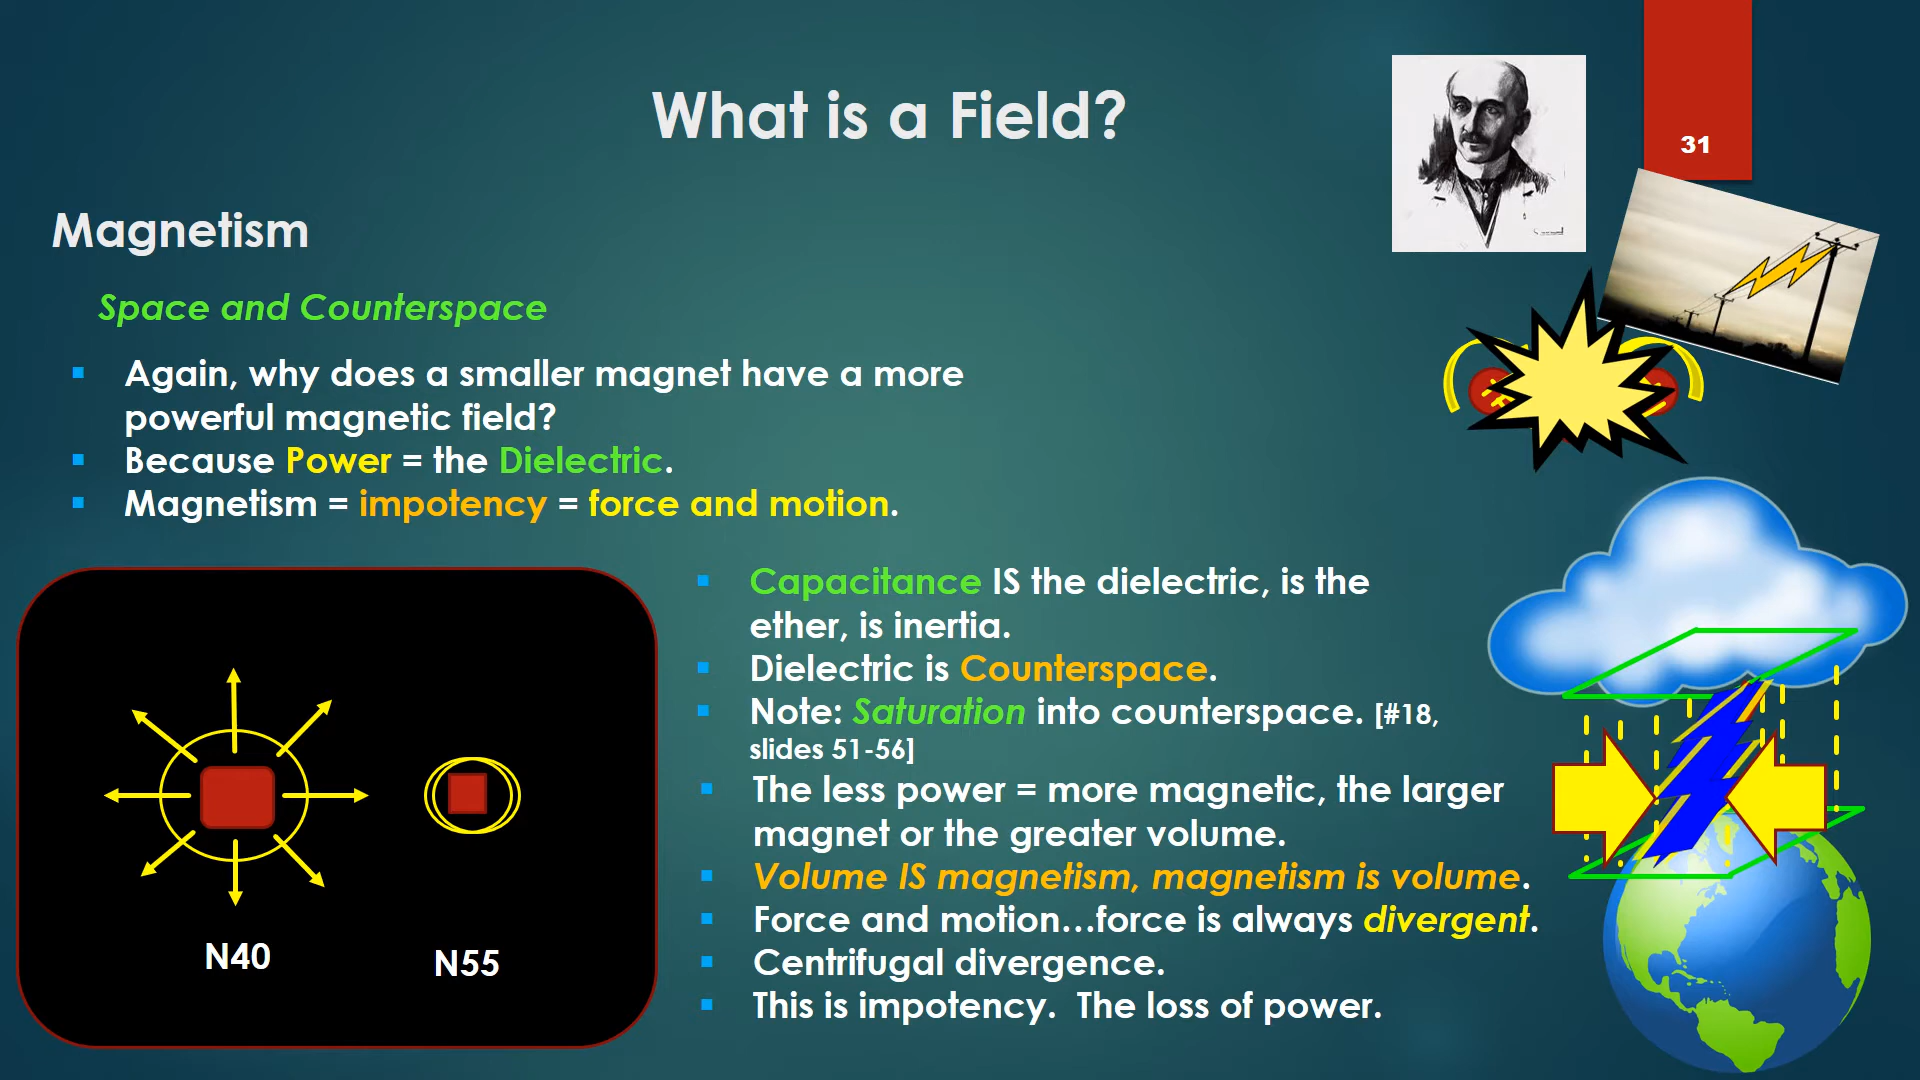 What is a Field?
31
Magnetism
Space and Counterspace
Again, why does a smaller magnet have a more
powerful magnetic field?
Because Power = the Dielectric.
Magnetism = impotency = force and motion.
Capacitance IS the dielectric, is the
ether, is inertia.
Dielectric is Counterspace.
Note: Saturation into counterspace. [#18,
slides 51-56]
The less power = more magnetic, the larger
magnet or the greater volume.
Volume IS magnetism, magnetism is volume.
Force and motion...force is always divergent.
Centrifugal divergence.
This is impotency.  The loss of power.
N40
N55